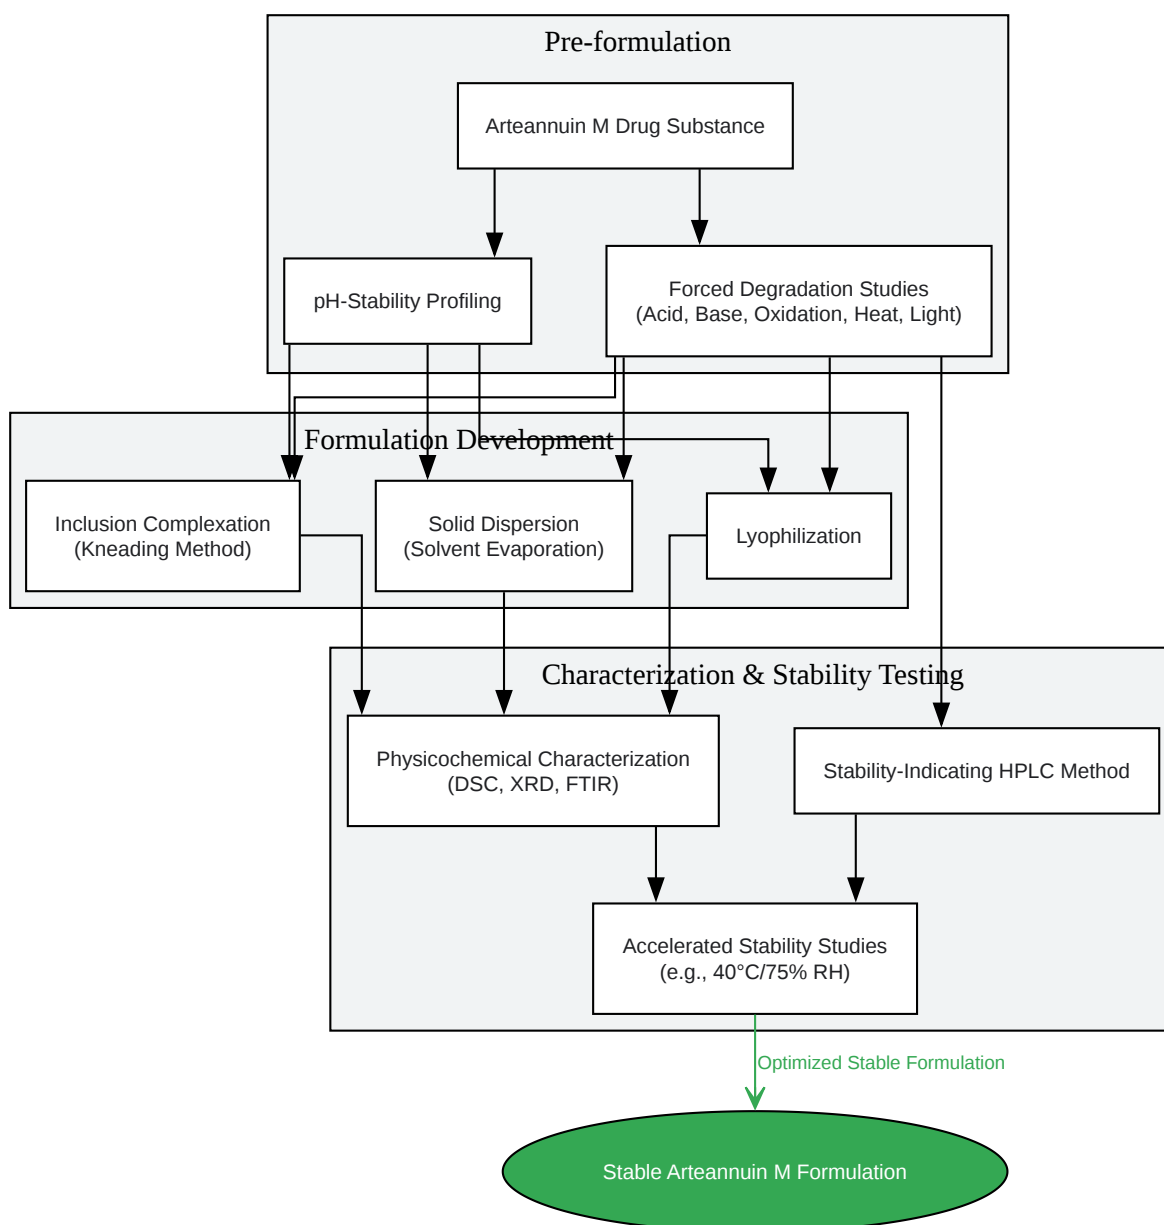 Pre-formulation
Arteannuin M Drug Substance
pH-Stability Profiling
Forced Degradation Studies
(Acid, Base, Oxidation, Heat, Light)
Formulation Development
Inclusion Complexation
(Kneading Method)
Solid Dispersion
(Solvent Evaporation)
Lyophilization
Characterization & Stability Testing
Physicochemical Characterization
(DSC, XRD, FTIR)
Stability-Indicating HPLC Method
Accelerated Stability Studies
(e.g., 40°C/75% RH)
Optimized Stable Formulation
Stable Arteannuin M Formulation